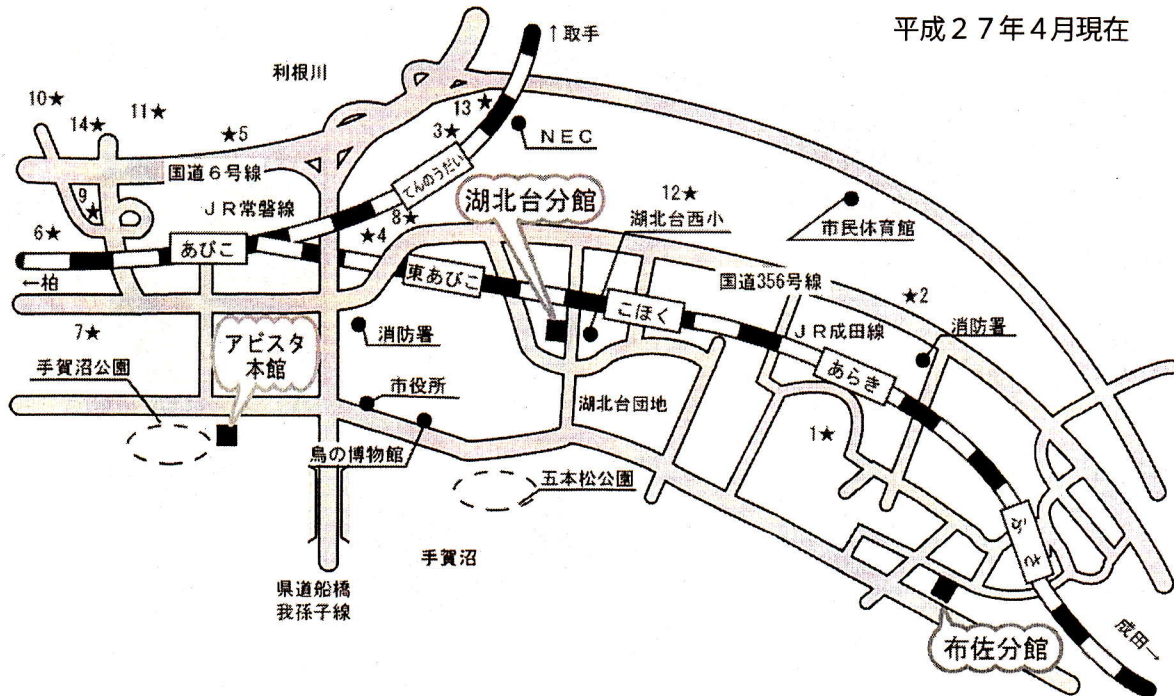 平成27年4月現在
↑取手
利根川
10★
14★
11★
★5
13★
3★
NEC
国道6号線
てんのうだい
9★
JR常磐線
8★
湖北台分館
12★
湖北台西小
市民体育館
6★
あびこ
★4
←柏
東あびこ
国道356号線
★2
こほく
JR成田線
消防署
7★
アビスタ
本館
消防署
手賀沼公園
あらき
市役所
湖北台団地
1★
鳥の博物館
五本松公園
手賀沼
ふさ
県道船橋
我孫子線
布佐分館
成田→